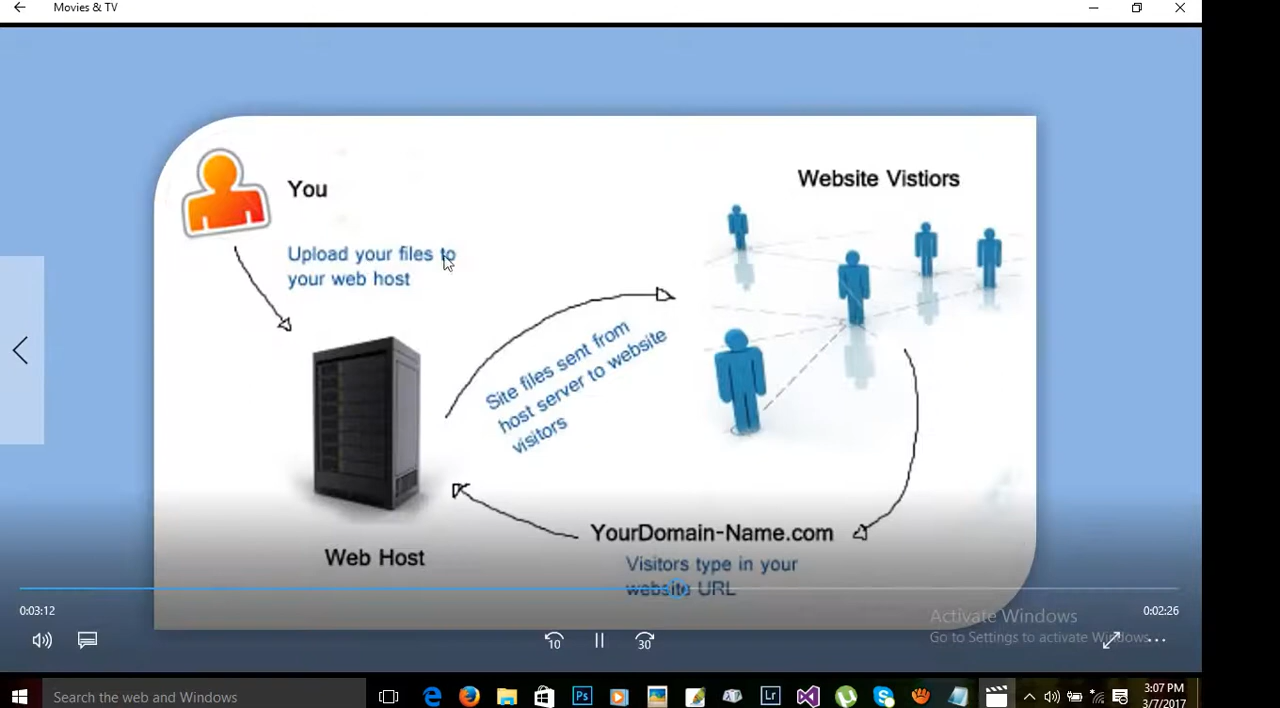 Movies & TV
You
Website Vistiors
Upload your files to
your web host
Site files sent from
host server to website
visitors
YourDomain-Name.com
Web Host
Visitors type in your
website URL
0:03:12
0:02:26
Activate Windows
Go to Settings to activate Windows.
10
30
Search the web and Windows
Ps
Lr
3:07 PM
3/7/2017